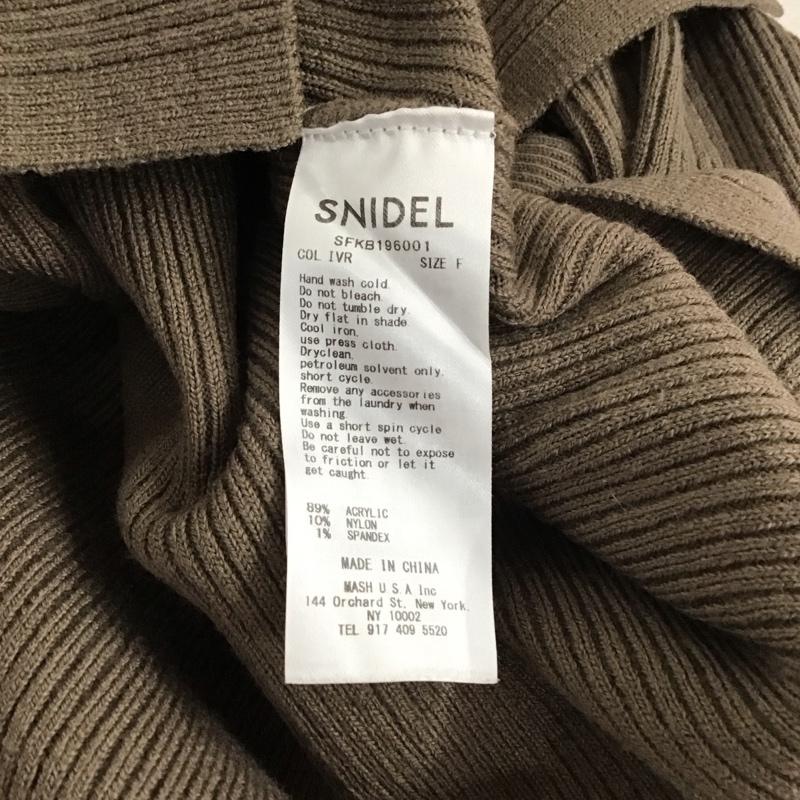 SNIDEL
SFKB196001
COL IVR SIZE F
Hand wash cold.
Do not bleach.
Do not tumble dry.
Dry flat in shade.
Cool iron.
use press cloth.
Dryclean.
petroleum solvent only.
short cycle.
Remove any accessories
from the laundry when
washing.
Use a short spin cycle
Do not leave wet.
Be careful not to expose
to friction or let it
get caught.
89% ACRYLIC
10% NYLON
1% SPANDEX
MADE IN CHINA
MASH U.S.A Inc
144 Orchard St, New York,
NY 10002
TEL 917 409 5520